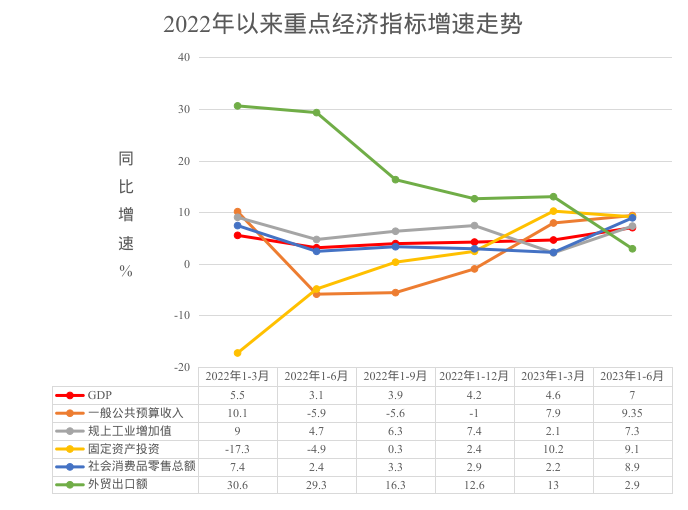 2022年以来重点经济指标增速走势
40
30
20
10
0
-10
-20
同比增速%
2022年1-3月 2022年1-6月 2022年1-9月 2022年1-12月 2023年1-3月 2023年1-6月
GDP 5.5 3.1 3.9 4.2 4.6 7
一般公共预算收入 10.1 -5.9 -5.6 -1 7.9 9.35
规上工业增加值 9 4.7 6.3 7.4 2.1 7.3
固定资产投资 -17.3 -4.9 0.3 2.4 10.2 9.1
社会消费品零售总额 7.4 2.4 3.3 2.9 2.2 8.9
外贸出口额 30.6 29.3 16.3 12.6 13 2.9